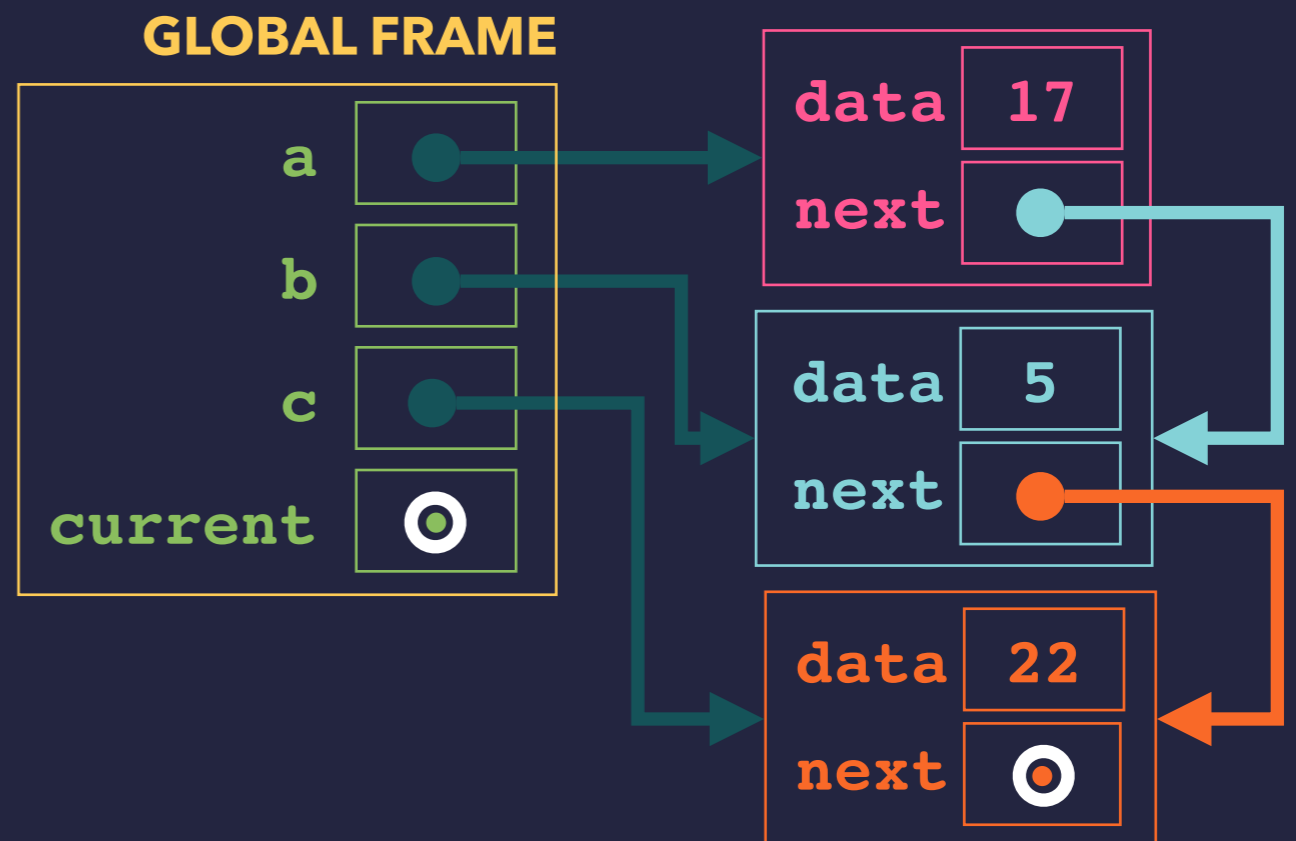 GLOBAL FRAME
a
b
c
current
data 17
next
data 5
next
data 22
next